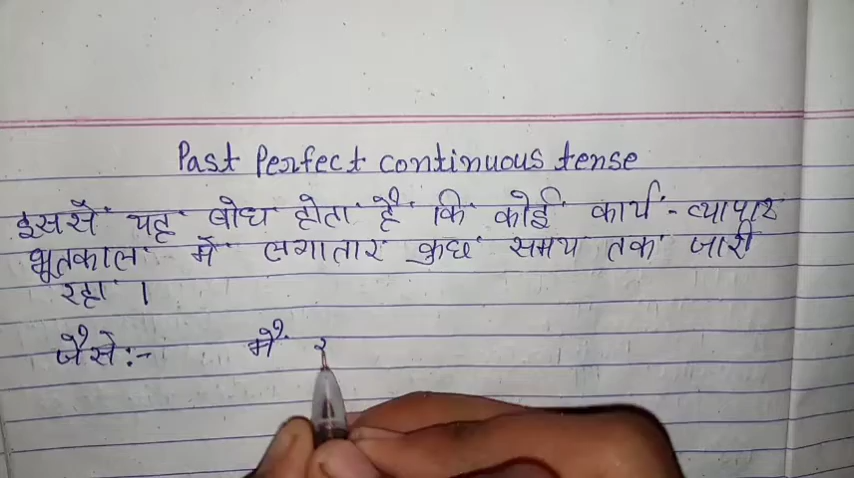 Past Perfect continuous tense
इससे यह बोध होता है कि कोई कार्य - व्यापार
भूतकाल में लगातार कुछ समय तक जारी
रहा ।
जैसे :- मैं